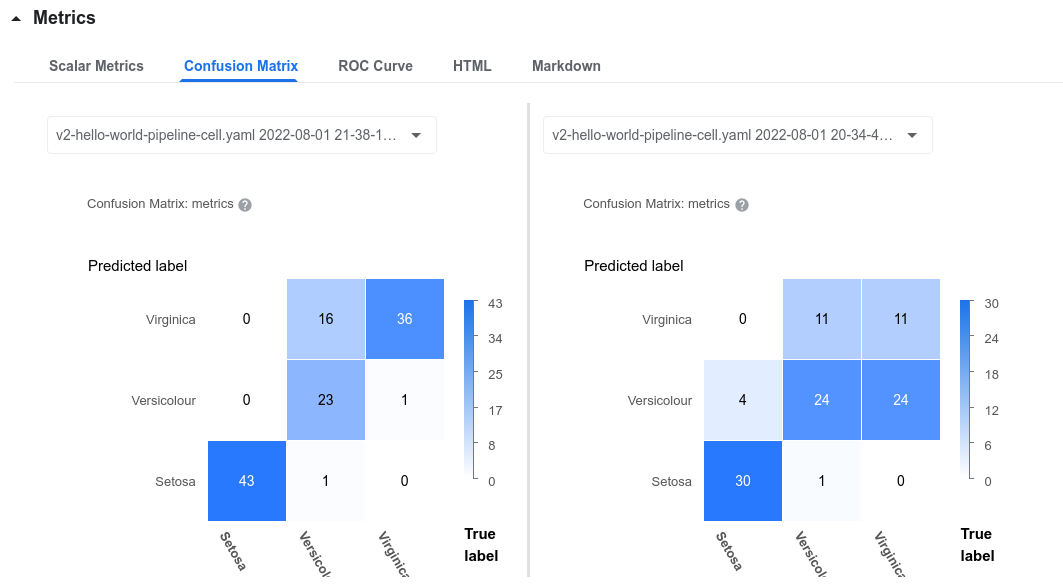 Metrics
Scalar Metrics Confusion Matrix ROC Curve HTML Markdown
v2-hello-world-pipeline-cell.yaml 2022-08-01 21-38-1...
Confusion Matrix: metrics ?
Predicted label
Virginica 0 16 36
Versicolour 0 23 1
Setosa 43 1 0
43
34
25
17
8
0
Setosa Versicol Virginica
True
label
v2-hello-world-pipeline-cell.yaml 2022-08-01 20-34-4...
Confusion Matrix: metrics ?
Predicted label
Virginica 0 11 11
Versicolour 4 24 24
Setosa 30 1 0
30
24
18
12
6
0
Setosa Versicol Virginica
True
label